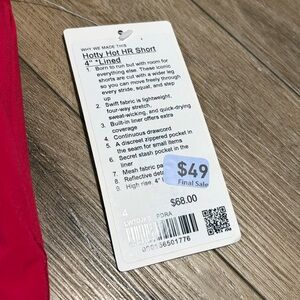 WHY WE MADE THIS
Hotty Hot HR Short
4" *Lined
1. Born to run but with room for
everything else. These iconic
shorts are cut with a wider leg
so you can move freely through
every stride, squat, and step
up
2. Swift fabric is lightweight,
four-way stretch,
sweat-wicking, and quick-drying
3. Built-in liner offers extra
coverage
4. Continuous drawcord
5. A discreet zippered pocket in
the seam for small items
6. Secret stash pocket in the
liner
7. Mesh fabric pa
8. Reflective deta
9. High rise, 4"
$49
Final Sale
$68.00
4
PDRA